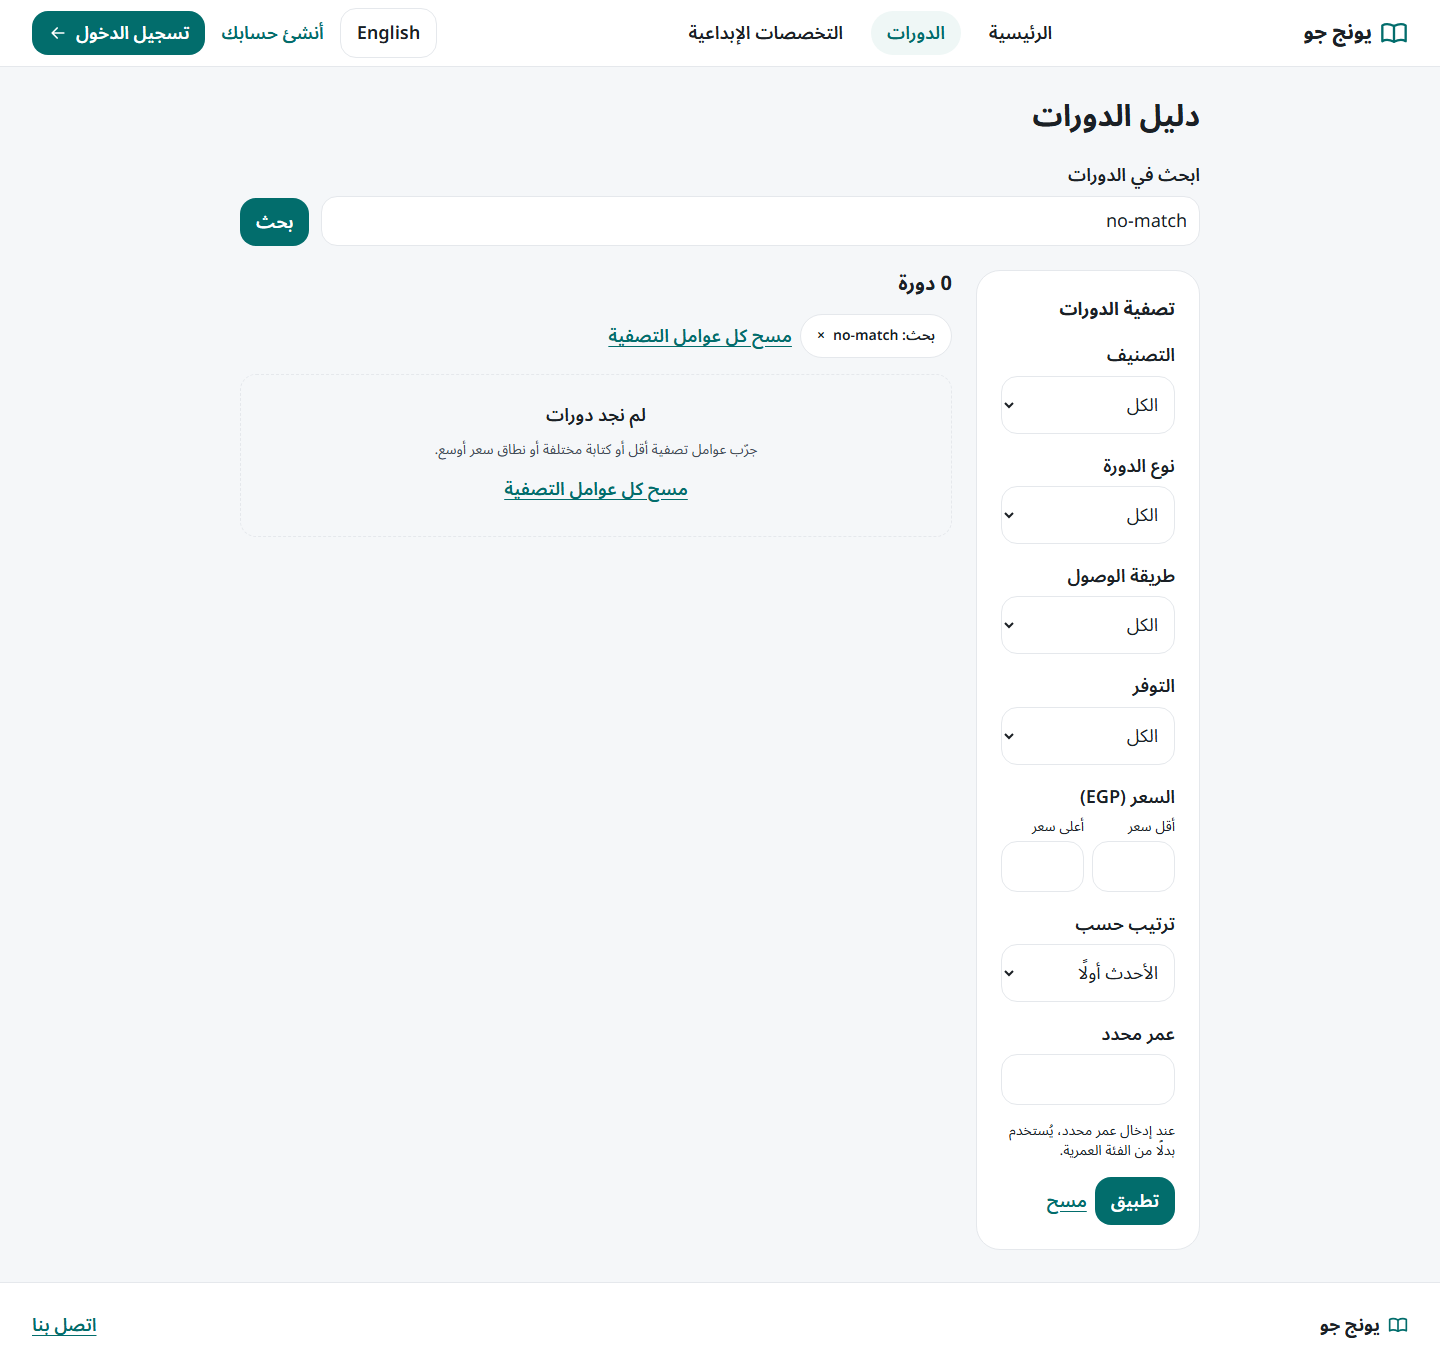 يونج جو
الرئيسية
الدورات
التخصصات الإبداعية
English
أنشئ حسابك
تسجيل الدخول ←
دليل الدورات
ابحث في الدورات
no-match
بحث
تصفية الدورات
التصنيف
الكل
نوع الدورة
الكل
طريقة الوصول
الكل
التوفر
الكل
السعر (EGP)
أقل سعر
أعلى سعر
ترتيب حسب
الأحدث أولًا
عمر محدد
عند إدخال عمر محدد، يُستخدم
بدلًا من الفئة العمرية.
تطبيق
مسح
0 دورة
بحث: no-match ×
مسح كل عوامل التصفية
لم نجد دورات
جرّب عوامل تصفية أقل أو كتابة مختلفة أو نطاق سعر أوسع.
مسح كل عوامل التصفية
يونج جو
اتصل بنا